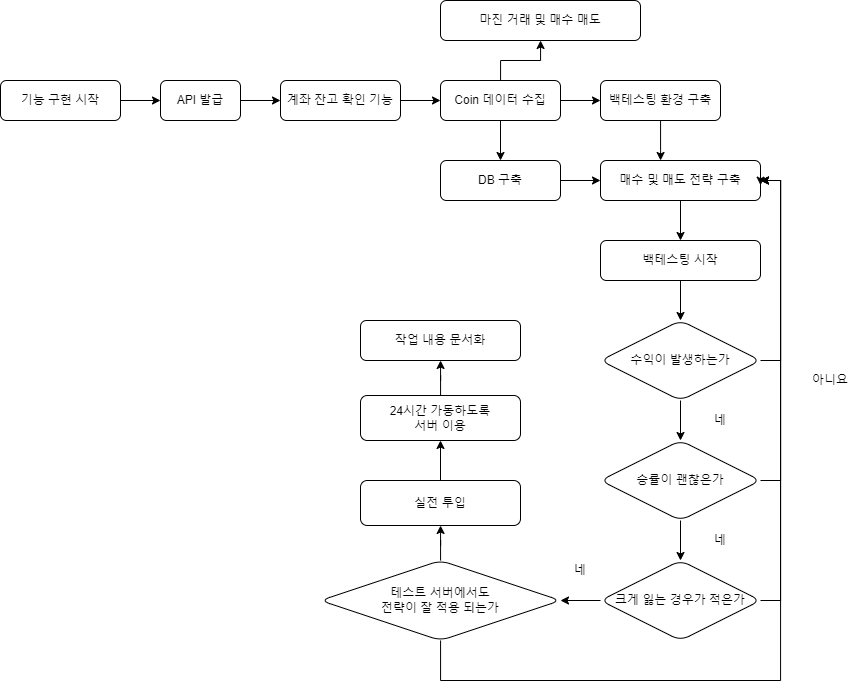 마진 거래 및 매수 매도
기능 구현 시작
API 발급
계좌 잔고 확인 기능
Coin 데이터 수집
백테스팅 환경 구축
DB 구축
매수 및 매도 전략 구축
백테스팅 시작
작업 내용 문서화
수익이 발생하는가
아니요
24시간 가동하도록
서버 이용
네
승률이 괜찮은가
실전 투입
네
네
테스트 서버에서도
전략이 잘 적용 되는가
크게 잃는 경우가 적은가